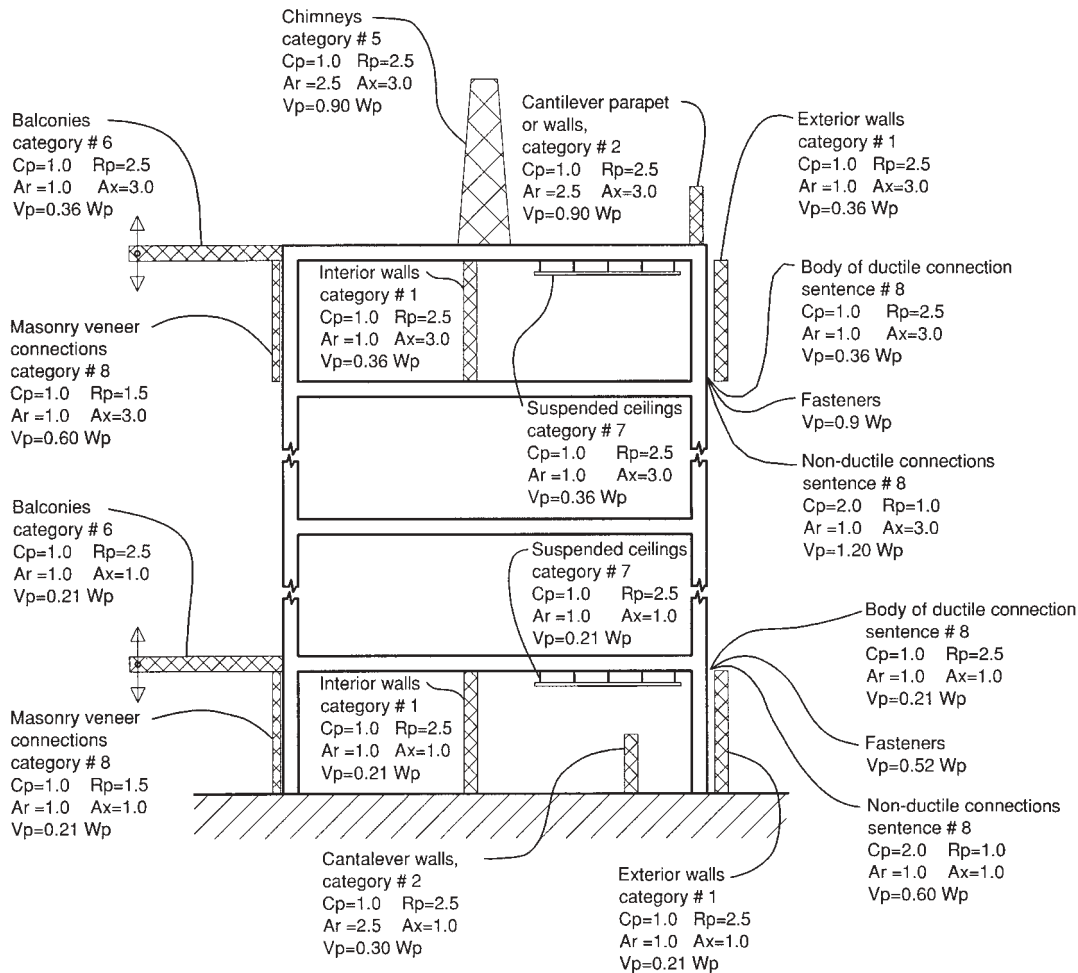 Chimneys
category # 5
Cp=1.0 Rp=2.5
Ar =2.5 Ax=3.0
Vp=0.90 Wp
Balconies
category # 6
Cp=1.0 Rp=2.5
Ar =1.0 Ax=3.0
Vp=0.36 Wp
Cantilever parapet
or walls,
category # 2
Cp=1.0 Rp=2.5
Ar =2.5 Ax=3.0
Vp=0.90 Wp
Exterior walls
category # 1
Cp=1.0 Rp=2.5
Ar =1.0 Ax=3.0
Vp=0.36 Wp
Interior walls
category # 1
Cp=1.0 Rp=2.5
Ar =1.0 Ax=3.0
Vp=0.36 Wp
Body of ductile connection
sentence # 8
Cp=1.0 Rp=2.5
Ar =1.0 Ax=3.0
Vp=0.36 Wp
Masonry veneer
connections
category # 8
Cp=1.0 Rp=1.5
Ar =1.0 Ax=3.0
Vp=0.60 Wp
Suspended ceilings
category # 7
Cp=1.0 Rp=2.5
Ar =1.0 Ax=3.0
Vp=0.36 Wp
Fasteners
Vp=0.9 Wp
Non-ductile connections
sentence # 8
Cp=2.0 Rp=1.0
Ar =1.0 Ax=3.0
Vp=1.20 Wp
Balconies
category # 6
Cp=1.0 Rp=2.5
Ar =1.0 Ax=1.0
Vp=0.21 Wp
Suspended ceilings
category # 7
Cp=1.0 Rp=2.5
Ar =1.0 Ax=1.0
Vp=0.21 Wp
Body of ductile connection
sentence # 8
Cp=1.0 Rp=2.5
Ar =1.0 Ax=1.0
Vp=0.21 Wp
Interior walls
category # 1
Cp=1.0 Rp=2.5
Ar =1.0 Ax=1.0
Vp=0.21 Wp
Masonry veneer
connections
category # 8
Cp=1.0 Rp=1.5
Ar =1.0 Ax=1.0
Vp=0.21 Wp
Fasteners
Vp=0.52 Wp
Non-ductile connections
sentence # 8
Cp=2.0 Rp=1.0
Ar =1.0 Ax=1.0
Vp=0.60 Wp
Cantalever walls,
category # 2
Cp=1.0 Rp=2.5
Ar =2.5 Ax=1.0
Vp=0.30 Wp
Exterior walls
category # 1
Cp=1.0 Rp=2.5
Ar =1.0 Ax=1.0
Vp=0.21 Wp